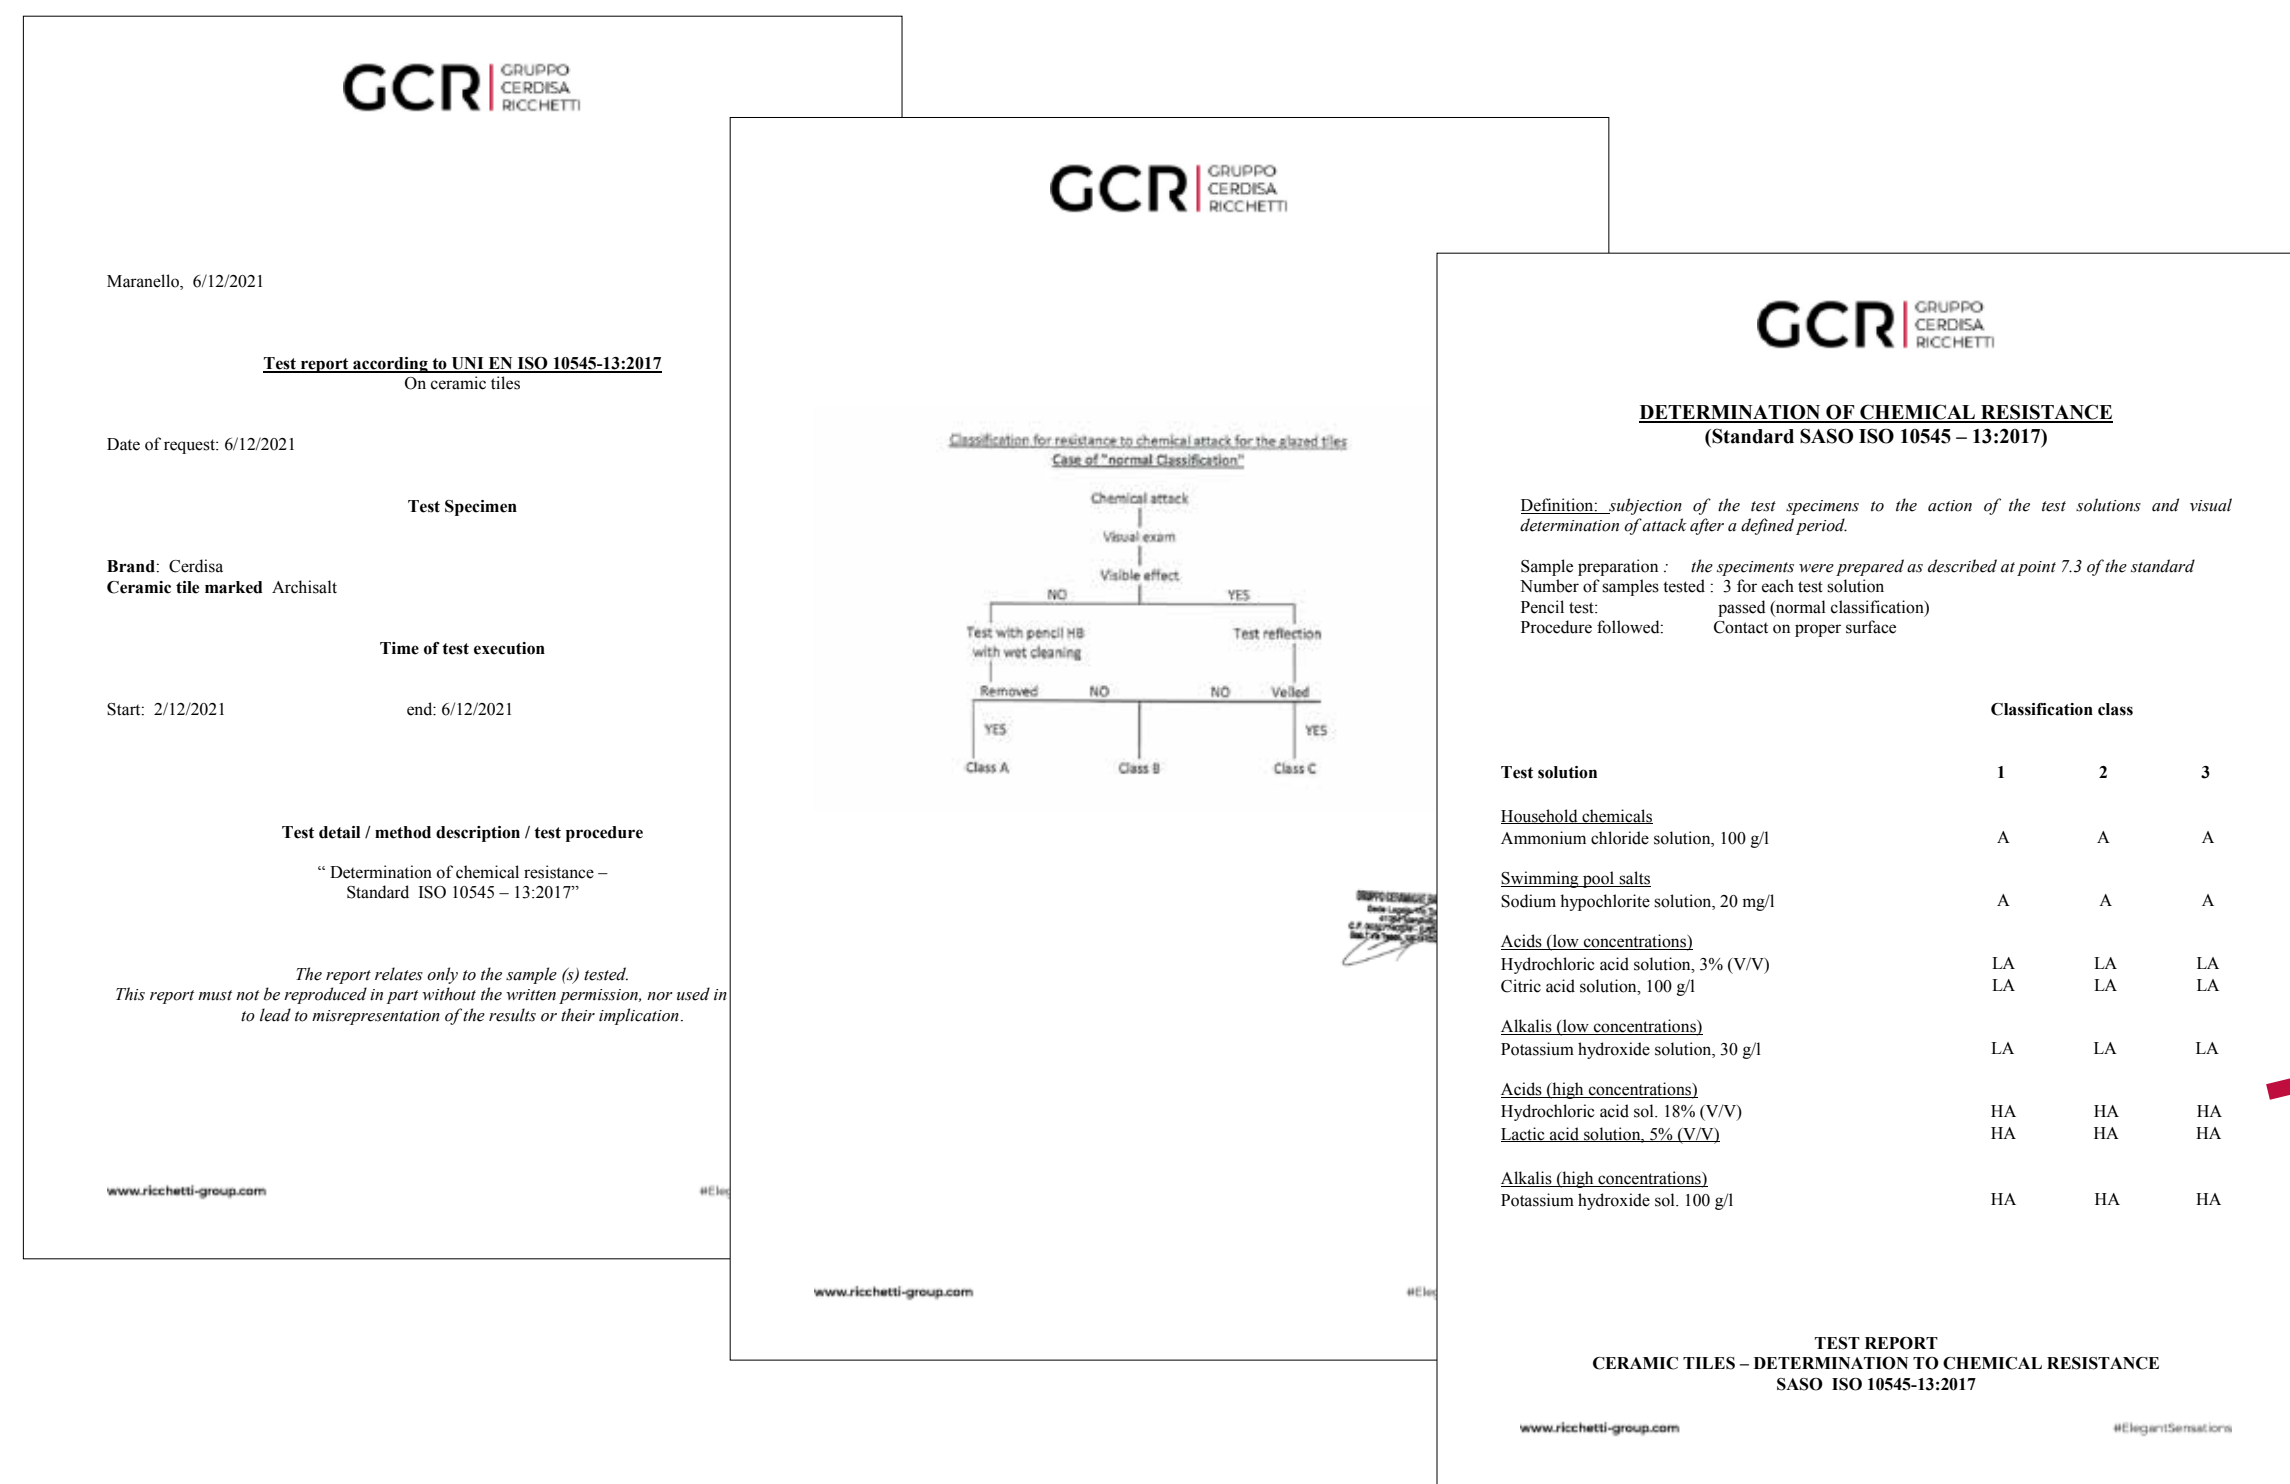 GCR GRUPPO
CERDISA
RICCHETTI
Maranello, 6/12/2021
Test report according to UNI EN ISO 10545-13:2017
On ceramic tiles
Date of request: 6/12/2021
Test Specimen
Brand: Cerdisa
Ceramic tile marked Archisalt
Time of test execution
Start: 2/12/2021 end: 6/12/2021
Test detail / method description / test procedure
“ Determination of chemical resistance –
Standard ISO 10545 – 13:2017”
The report relates only to the sample (s) tested.
This report must not be reproduced in part without the written permission, nor used in
to lead to misrepresentation of the results or their implication.
www.ricchetti-group.com
GCR GRUPPO
CERDISA
RICCHETTI
Classification for resistance to chemical attack for the glazed tiles
Case of "normal Classification"
Chemical attack
Visual exam
Visible effect
NO YES
Test with pencil HB Test reflection
with wet cleaning
Removed NO NO Veiled
YES YES
Class A Class B Class C
www.ricchetti-group.com
GCR GRUPPO
CERDISA
RICCHETTI
DETERMINATION OF CHEMICAL RESISTANCE
(Standard SASO ISO 10545 – 13:2017)
Definition: subjection of the test specimens to the action of the test solutions and visual
determination of attack after a defined period.
Sample preparation : the speciments were prepared as described at point 7.3 of the standard
Number of samples tested : 3 for each test solution
Pencil test: passed (normal classification)
Procedure followed: Contact on proper surface
Classification class
Test solution 1 2 3
Household chemicals
Ammonium chloride solution, 100 g/l A A A
Swimming pool salts
Sodium hypochlorite solution, 20 mg/l A A A
Acids (low concentrations)
Hydrochloric acid solution, 3% (V/V) LA LA LA
Citric acid solution, 100 g/l LA LA LA
Alkalis (low concentrations)
Potassium hydroxide solution, 30 g/l LA LA LA
Acids (high concentrations)
Hydrochloric acid sol. 18% (V/V) HA HA HA
Lactic acid solution, 5% (V/V) HA HA HA
Alkalis (high concentrations)
Potassium hydroxide sol. 100 g/l HA HA HA
TEST REPORT
CERAMIC TILES – DETERMINATION TO CHEMICAL RESISTANCE
SASO ISO 10545-13:2017
www.ricchetti-group.com #ElegantSensations